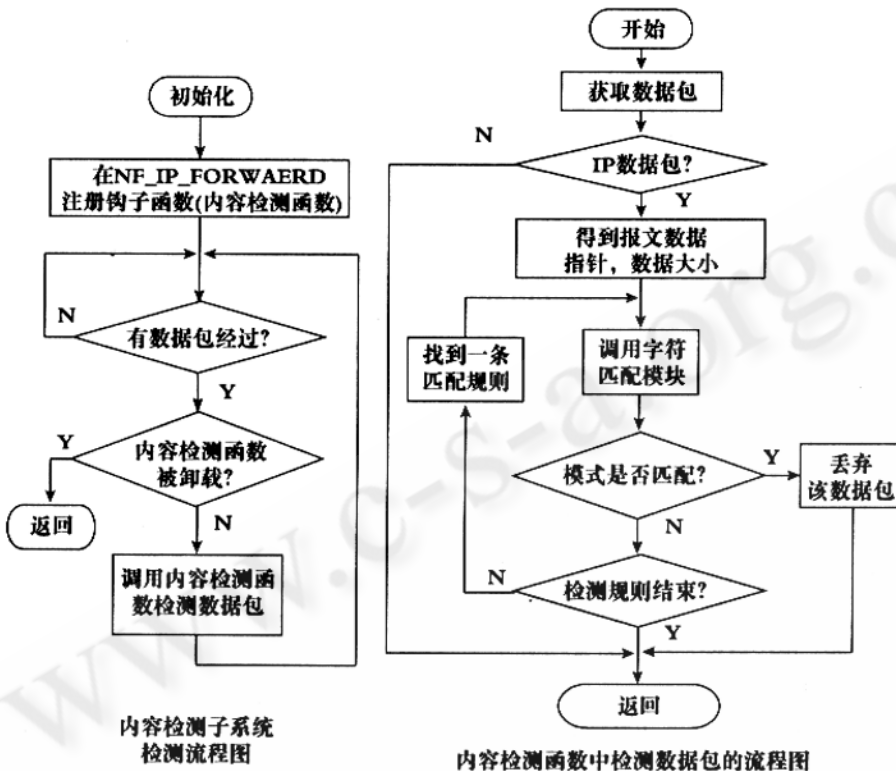 初始化
在NF_IP_FORWAERD
注册钩子函数(内容检测函数)
N
有数据包经过?
Y
Y
内容检测函数
被卸载?
返回
N
调用内容检测函
数检测数据包
内容检测子系统
检测流程图
开始
获取数据包
N
IP数据包?
Y
得到报文数据
指针，数据大小
找到一条
匹配规则
调用字符
匹配模块
模式是否匹配?
Y
丢弃
该数据包
N
N
检测规则结束?
Y
返回
内容检测函数中检测数据包的流程图
www.c-s-a.org.c